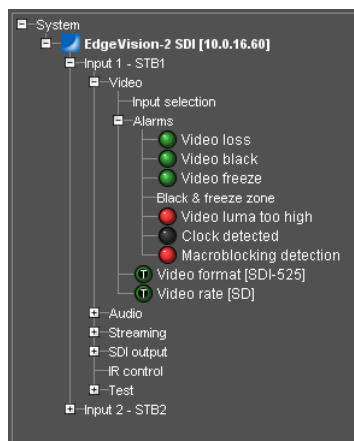 System
EdgeVision-2 SDI [10.0.16.60]
Input 1 - STB1
Video
Input selection
Alarms
Video loss
Video black
Video freeze
Black & freeze zone
Video luma too high
Clock detected
Macroblocking detection
T Video format [SDI-525]
T Video rate [SD]
Audio
Streaming
SDI output
IR control
Test
Input 2 - STB2